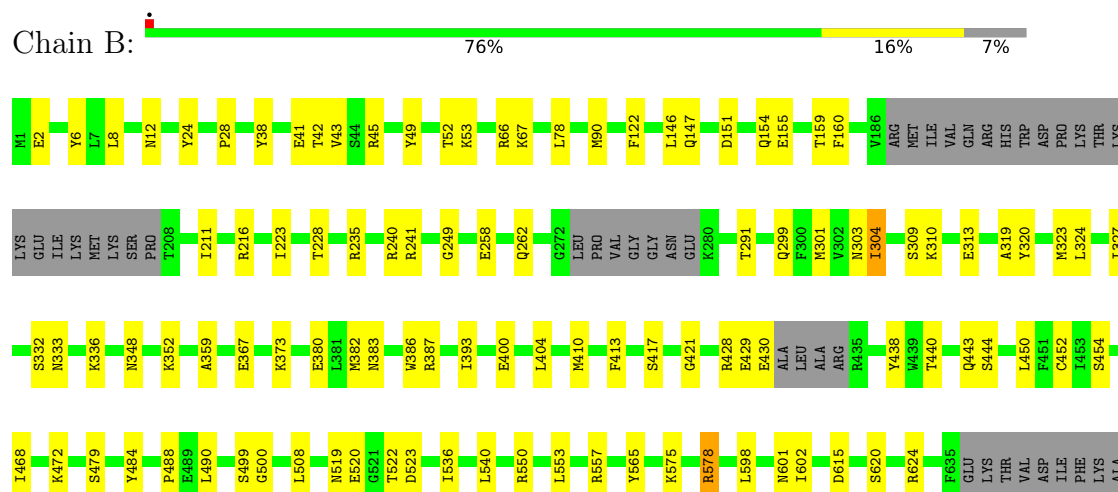 Chain B:
76% 16% 7%
M1 E2 Y6 L7 L8 N12 Y24 P28 Y38 E41 T42 V43 S44 R45 Y49 T52 K53 R66 K67 L78 M90 F122 L146 Q147 D151 Q154 E155 T159 F160 V186 ARG MET ILE VAL GLN ARG HIS TRP ASP PRO LYS THR LYS
LYS GLU ILE LYS MET LYS SER PRO T208 I211 R216 I223 T228 R235 R240 R241 G249 E258 Q262 G272 LEU PRO VAL GLY GLY ASN GLU K280 T291 Q299 F300 M301 V302 N303 I304 S309 K310 E313 A319 Y320 M323 L324
S332 N333 K336 N348 K352 A359 E367 K373 E380 L381 M382 N383 W386 R387 I393 E400 L404 M410 F413 S417 G421 R428 E429 E430 ALA LEU ALA ARG R435 Y438 W439 T440 Q443 S444 L450 F451 C452 I453 S454
I468 K472 S479 Y484 P488 E489 L490 S499 G500 L508 N519 E520 G521 T522 D523 I536 L540 R550 L553 R557 Y565 K575 R578 L598 N601 I602 D615 S620 R624 F635 GLU LYS THR VAL ASP ILE PHE LYS ALA